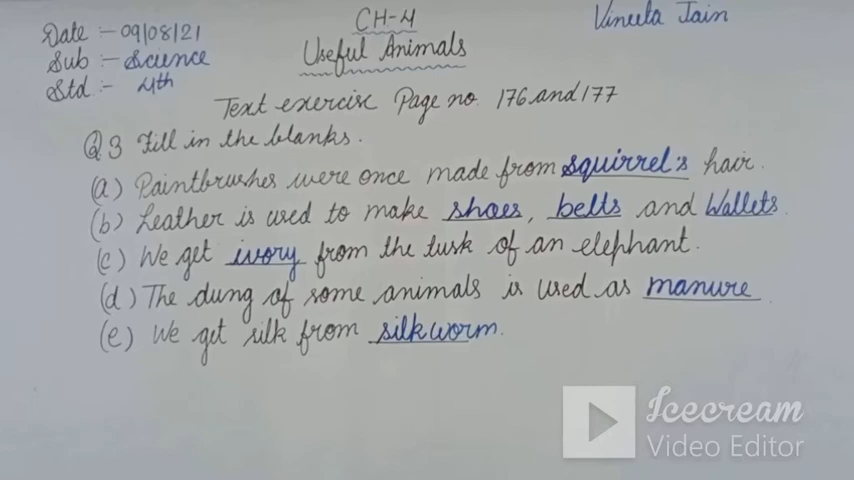 Date :- 09/08/21
Sub :- Science
Std :- 4th
CH-4
Useful Animals
Vineeta Jain
Text exercise Page no. 176 and 177
Q3 Fill in the blanks.
(a) Paintbrushes were once made from squirrel's hair.
(b) Leather is used to make shoes, belts and Wallets.
(c) We get ivory from the tusk of an elephant.
(d) The dung of some animals is used as manure
(e) We get silk from silkworm.
Icecream
Video Editor